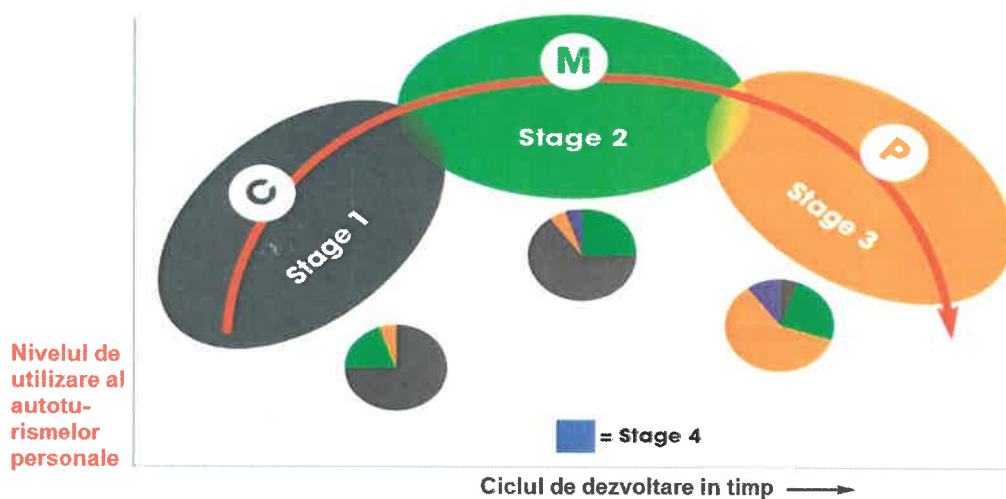 M
Stage 2
C
Stage 1
P
Stage 3
Nivelul de
utilizare al
autotu-
rismelor
personale
= Stage 4
Ciclul de dezvoltare in timp